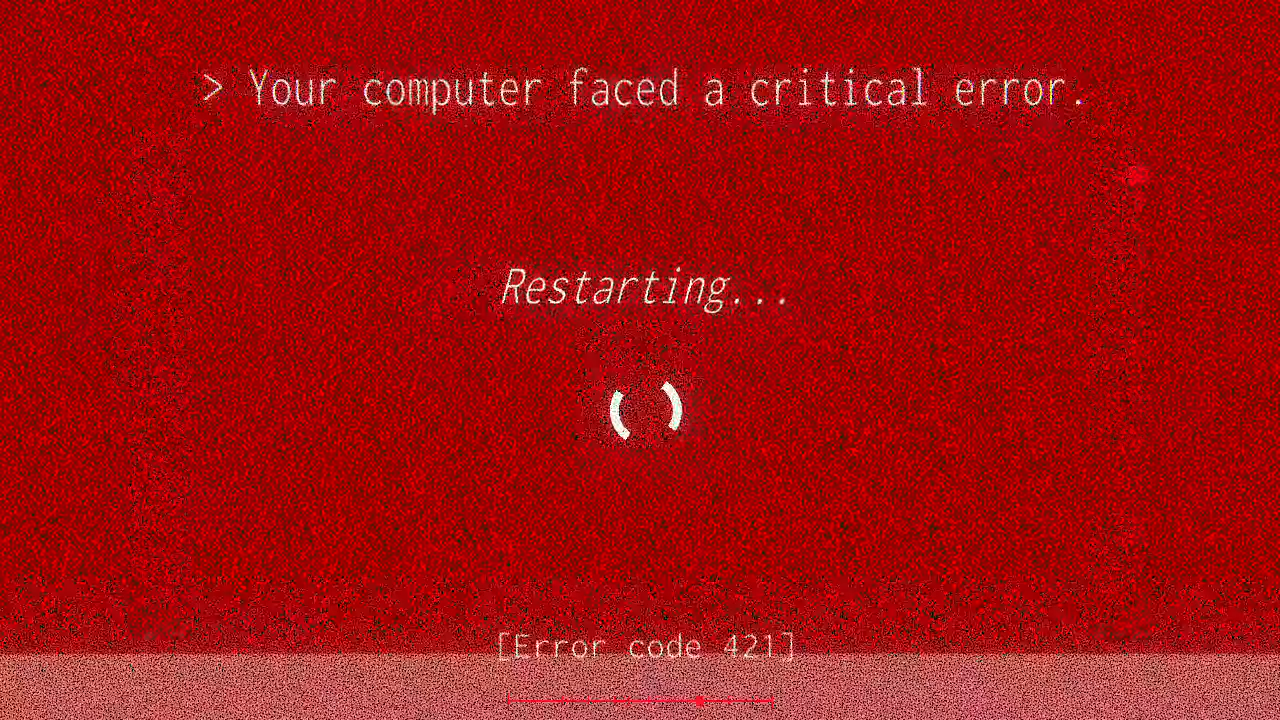 > Your computer faced a critical error.
Restarting...
[Error code 421]